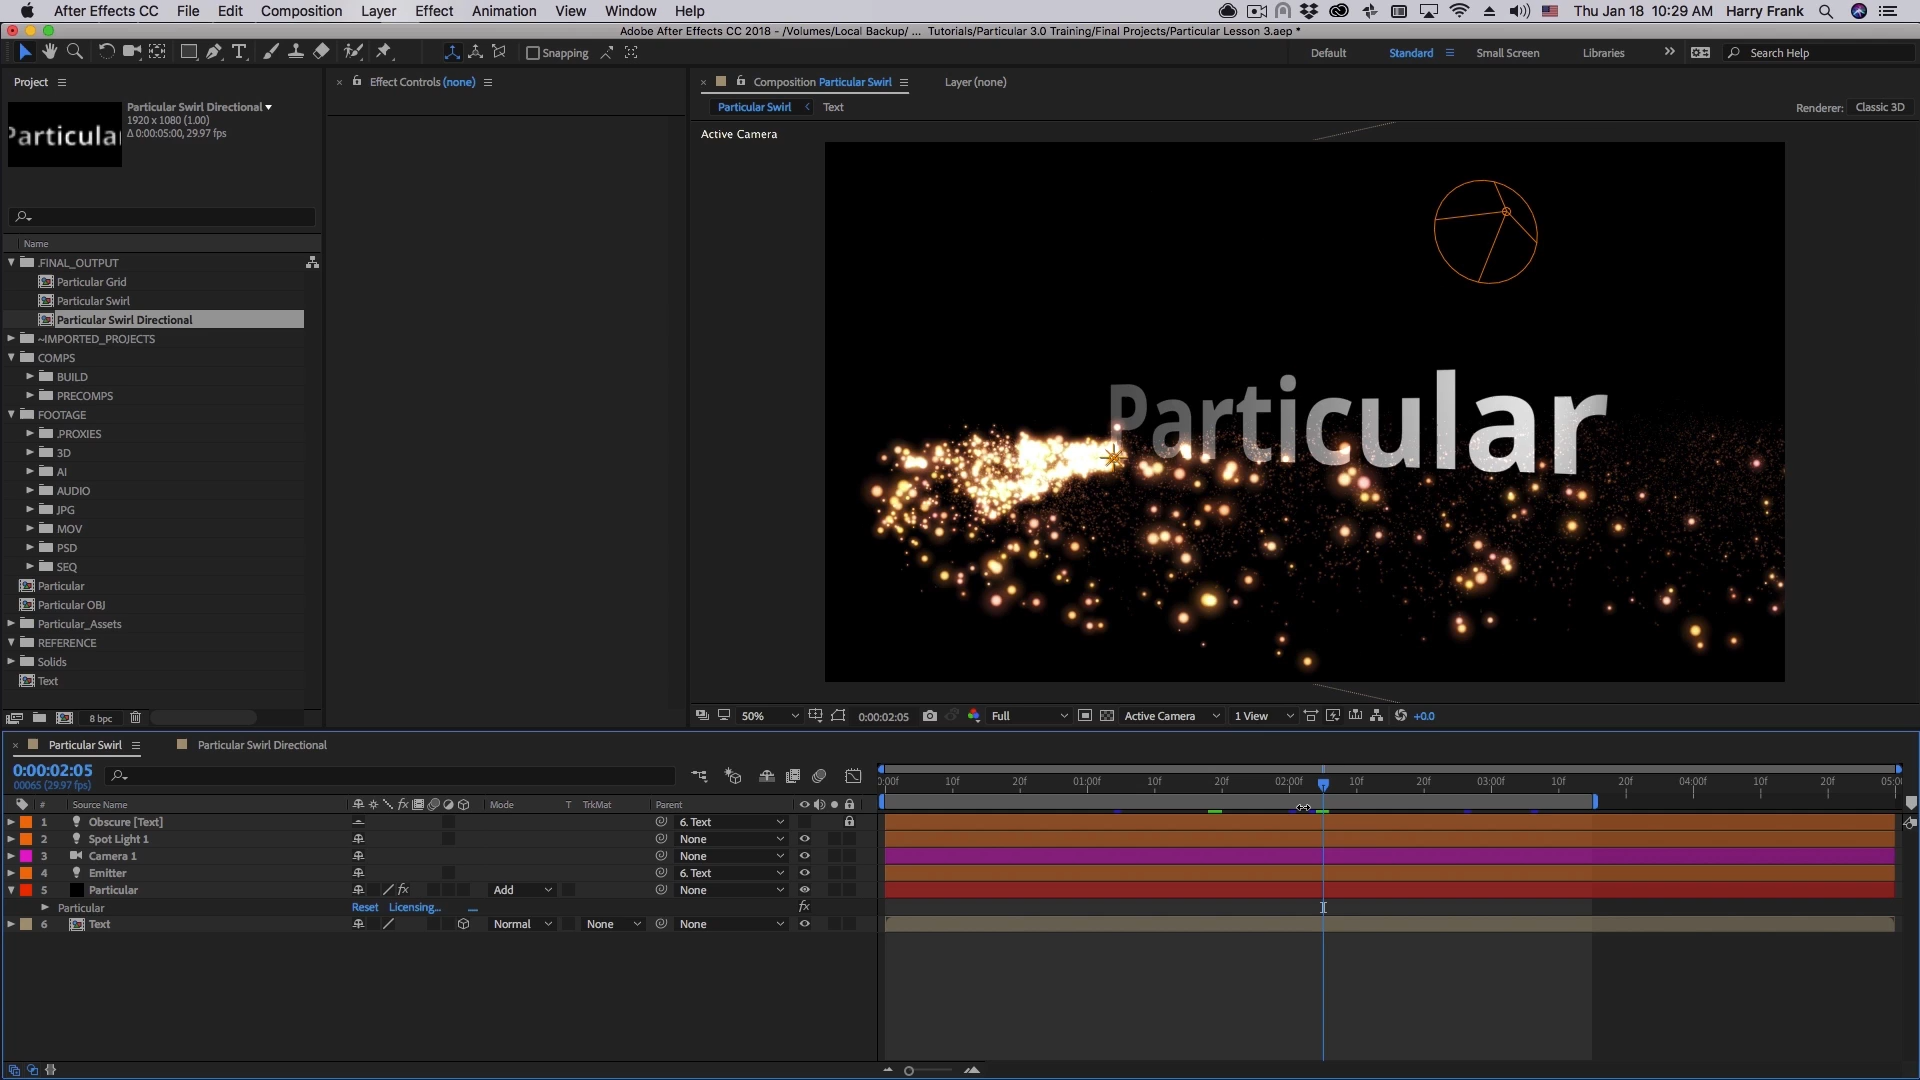 After Effects CC File Edit Composition Layer Effect Animation View Window Help Thu Jan 18 10:29 AM Harry Frank
Adobe After Effects CC 2018 - /Volumes/Local Backup/ ... Tutorials/Particular 3.0 Training/Final Projects/Particular Lesson 3.aep *
Snapping Default Standard Small Screen Libraries Search Help
Project Effect Controls (none) Composition Particular Swirl Layer (none)
Particular Swirl Directional
1920 x 1080 (1.00)
Δ 0:00:05:00, 29.97 fps
Particular Swirl Text Renderer: Classic 3D
Active Camera
Particular
Name
.FINAL_OUTPUT
Particular Grid
Particular Swirl
Particular Swirl Directional
~IMPORTED_PROJECTS
COMPS
BUILD
PRECOMPS
FOOTAGE
.PROXIES
3D
AI
AUDIO
JPG
MOV
PSD
SEQ
Particular
Particular OBJ
Particular_Assets
REFERENCE
Solids
Text
8 bpc
50% 0:00:02:05 Full Active Camera 1 View +0.0
Particular Swirl Particular Swirl Directional
0:00:02:05
00065 (29.97 fps)
0:00f 10f 20f 01:00f 10f 20f 02:00f 10f 20f 03:00f 10f 20f 04:00f 10f 20f 05:00
# Source Name fx Mode T TrkMat Parent
1 Obscure [Text] 6. Text
2 Spot Light 1 None
3 Camera 1 None
4 Emitter 6. Text
5 Particular fx Add None
Particular Reset Licensing... fx
6 Text Normal None None